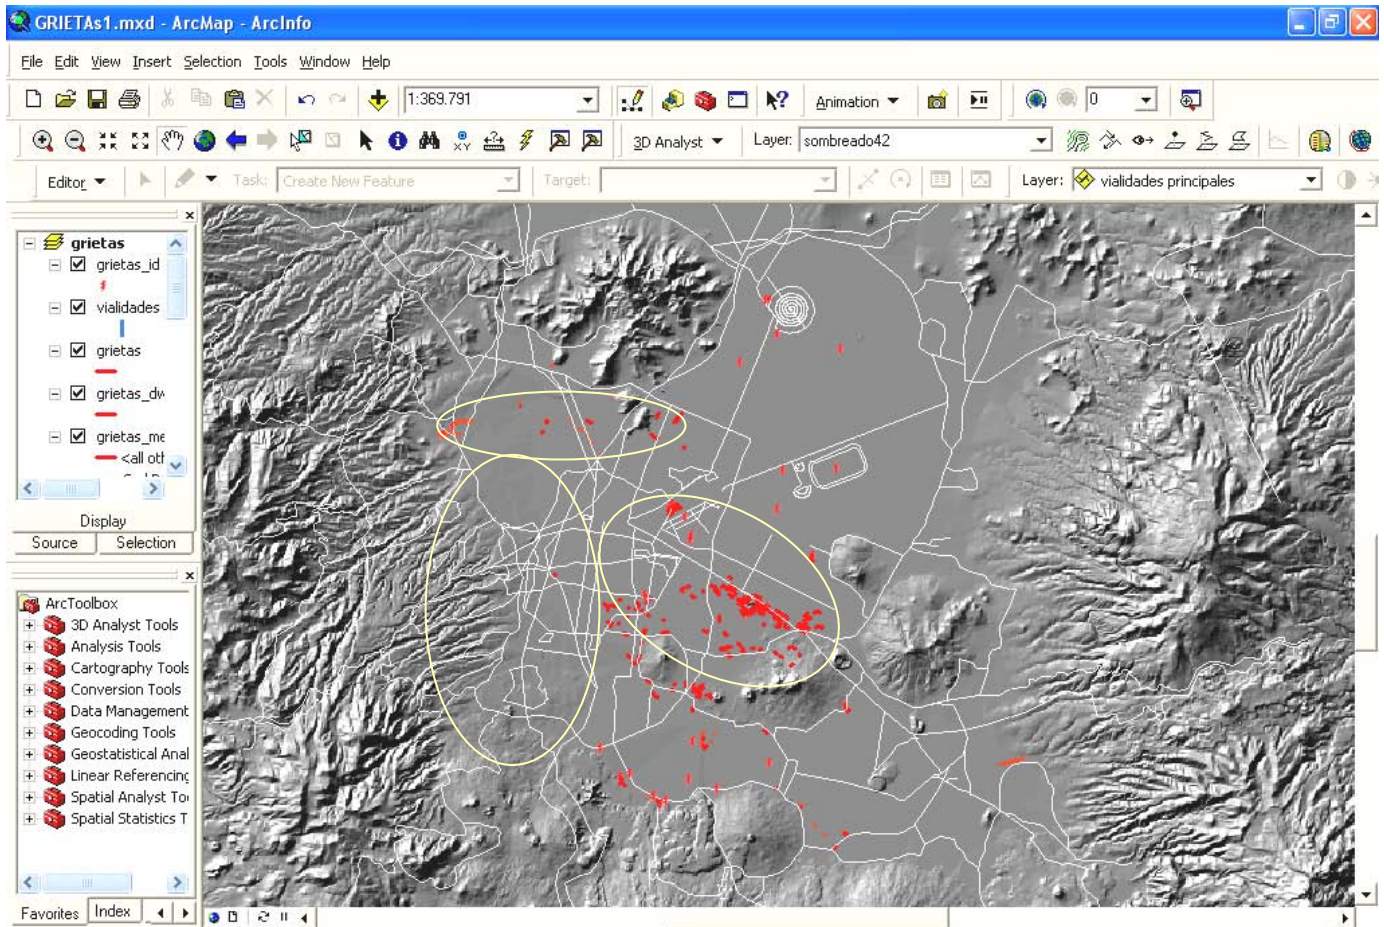 GRIETAs1.mxd - ArcMap - ArcInfo
File Edit View Insert Selection Tools Window Help
1:369.791
Animation
0
3D Analyst
Layer: sombreado42
Editor
Task: Create New Feature
Target:
Layer: vialidades principales
grietas
grietas_id
vialidades
grietas
grietas_dw
grietas_me
<all oth
Display
Source Selection
ArcToolbox
3D Analyst Tools
Analysis Tools
Cartography Tools
Conversion Tools
Data Management
Geocoding Tools
Geostatistical Anal
Linear Referencing
Spatial Analyst Too
Spatial Statistics T
Favorites Index